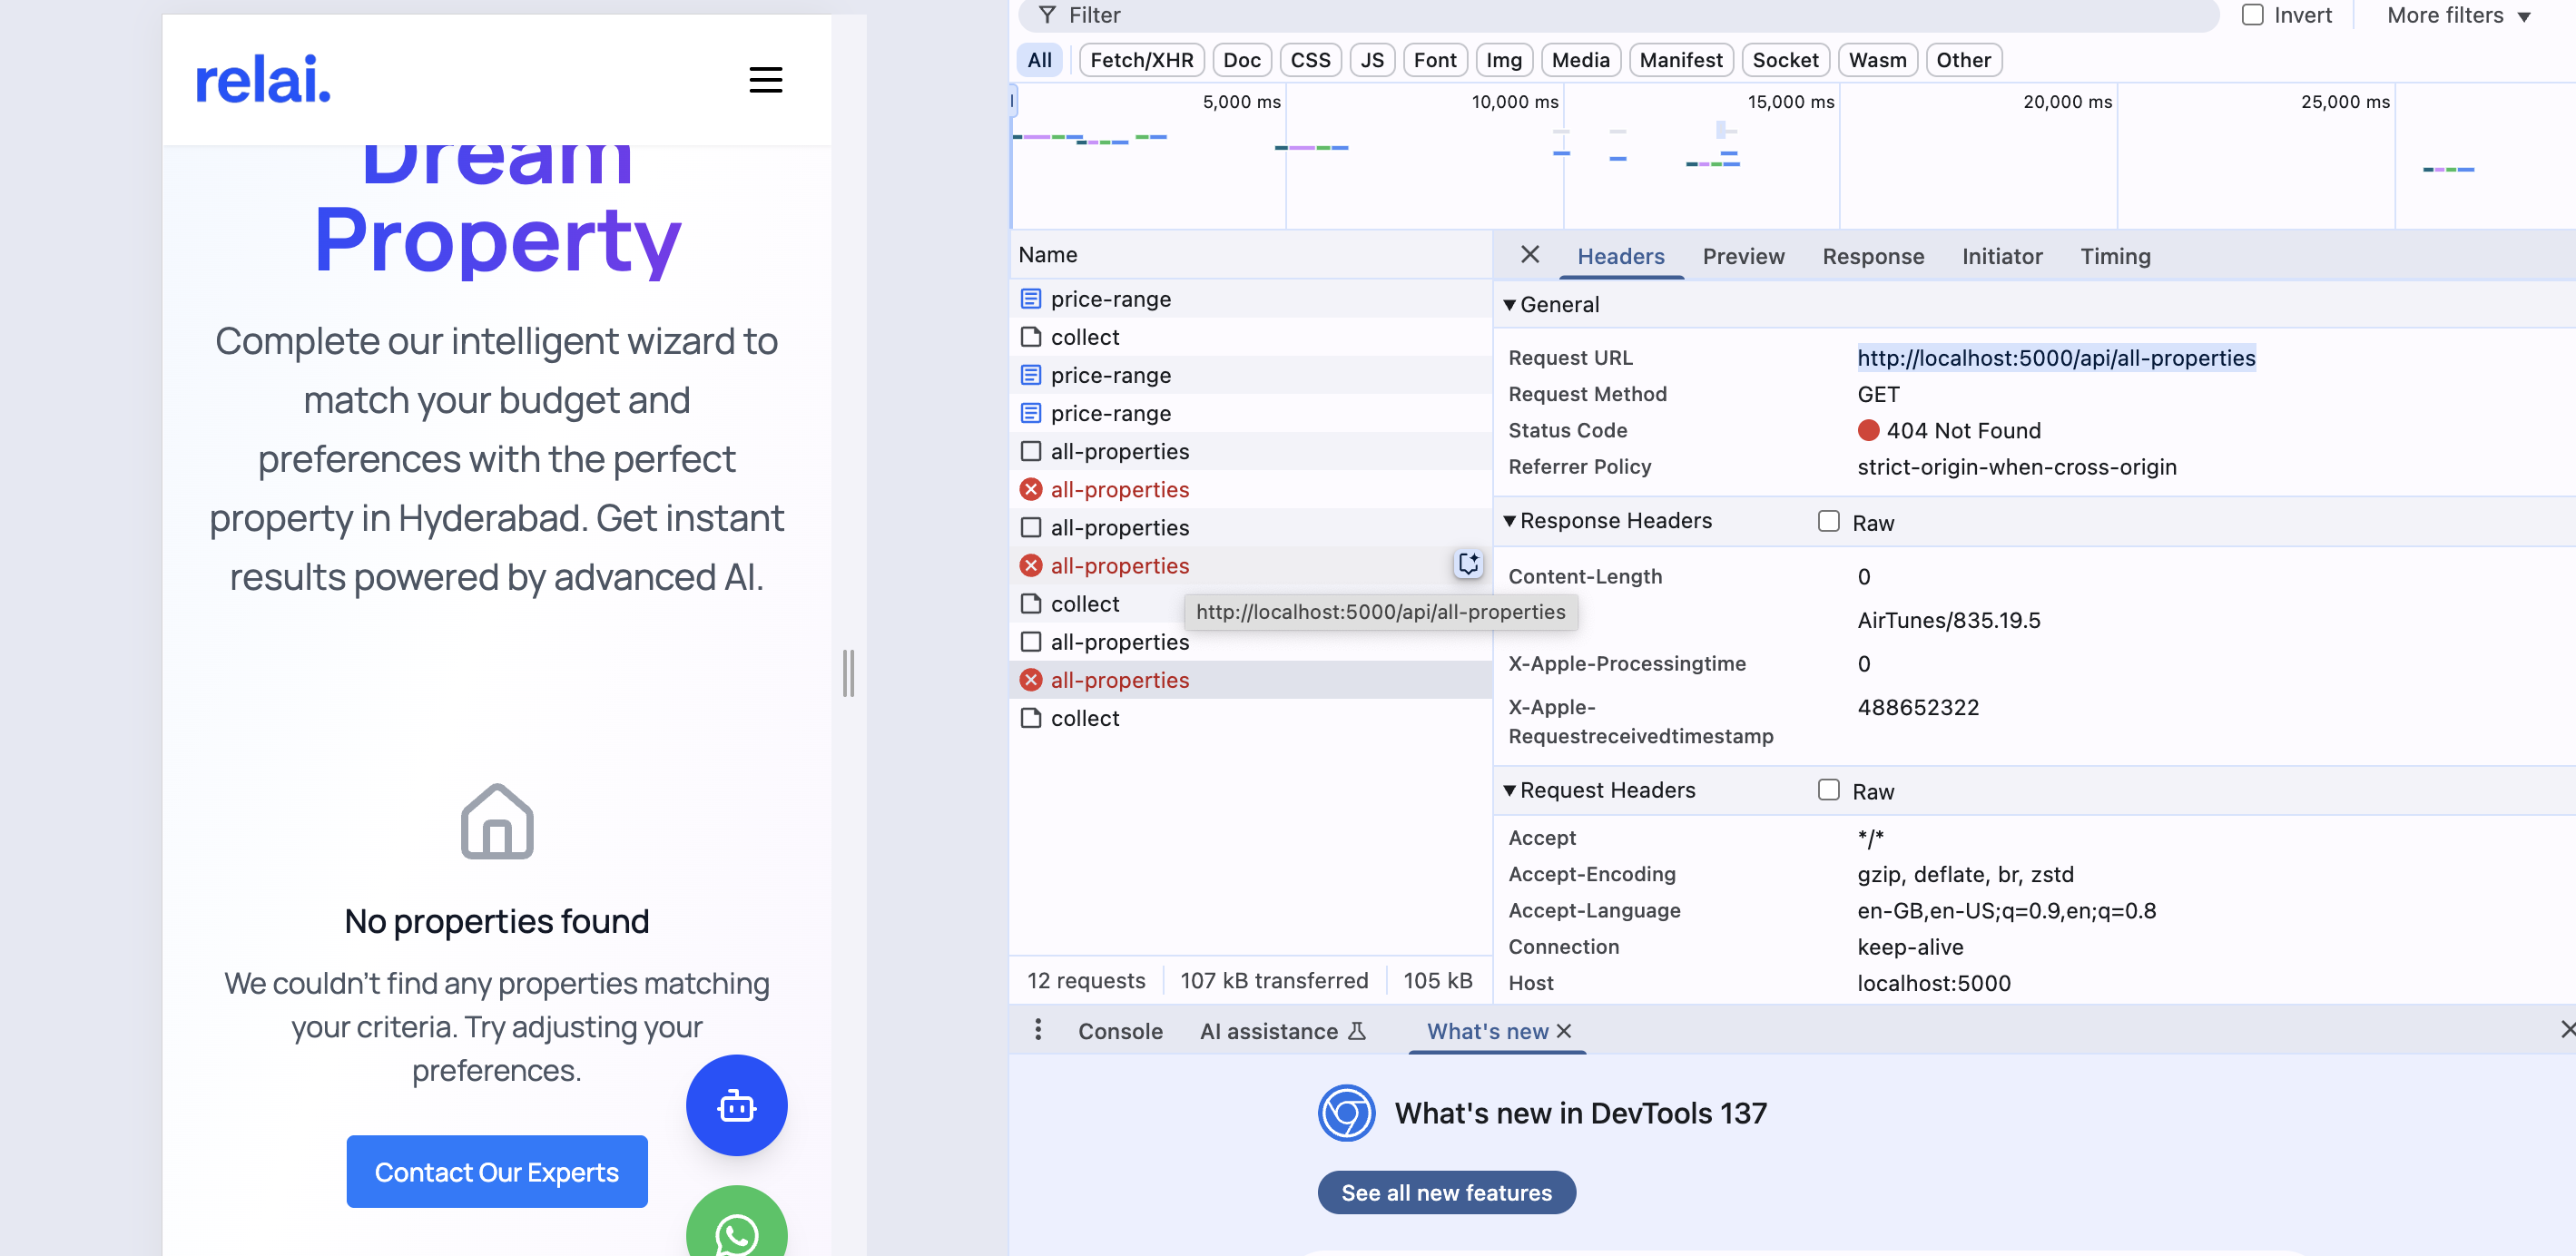 relai.
Dream
Property
Complete our intelligent wizard to
match your budget and
preferences with the perfect
property in Hyderabad. Get instant
results powered by advanced AI.
No properties found
We couldn't find any properties matching
your criteria. Try adjusting your
preferences.
Contact Our Experts
Filter
Invert
More filters
All
Fetch/XHR
Doc
CSS
JS
Font
Img
Media
Manifest
Socket
Wasm
Other
5,000 ms
10,000 ms
15,000 ms
20,000 ms
25,000 ms
Name
price-range
collect
price-range
price-range
all-properties
all-properties
all-properties
all-properties
collect
http://localhost:5000/api/all-properties
all-properties
all-properties
collect
12 requests
107 kB transferred
105 kB
Headers
Preview
Response
Initiator
Timing
General
Request URL
http://localhost:5000/api/all-properties
Request Method
GET
Status Code
404 Not Found
Referrer Policy
strict-origin-when-cross-origin
Response Headers
Raw
Content-Length
0
AirTunes/835.19.5
X-Apple-Processingtime
0
X-Apple-
Requestreceivedtimestamp
488652322
Request Headers
Raw
Accept
*/*
Accept-Encoding
gzip, deflate, br, zstd
Accept-Language
en-GB,en-US;q=0.9,en;q=0.8
Connection
keep-alive
Host
localhost:5000
Console
AI assistance
What's new
What's new in DevTools 137
See all new features